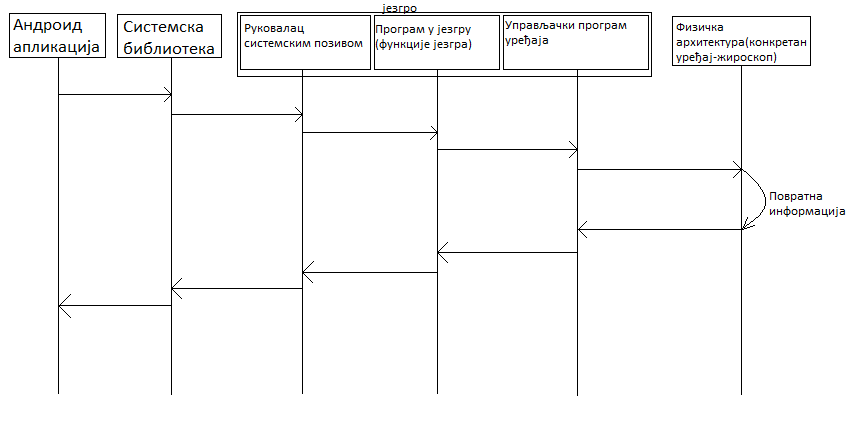 језгро
Андроид
апликација
Системска
библиотека
Руковалац
системским позивом
Програм у језгру
(функције језгра)
Управљачки програм
уређаја
Физичка
архитектура(конкретан
уређај-жироскоп)
Повратна
информација